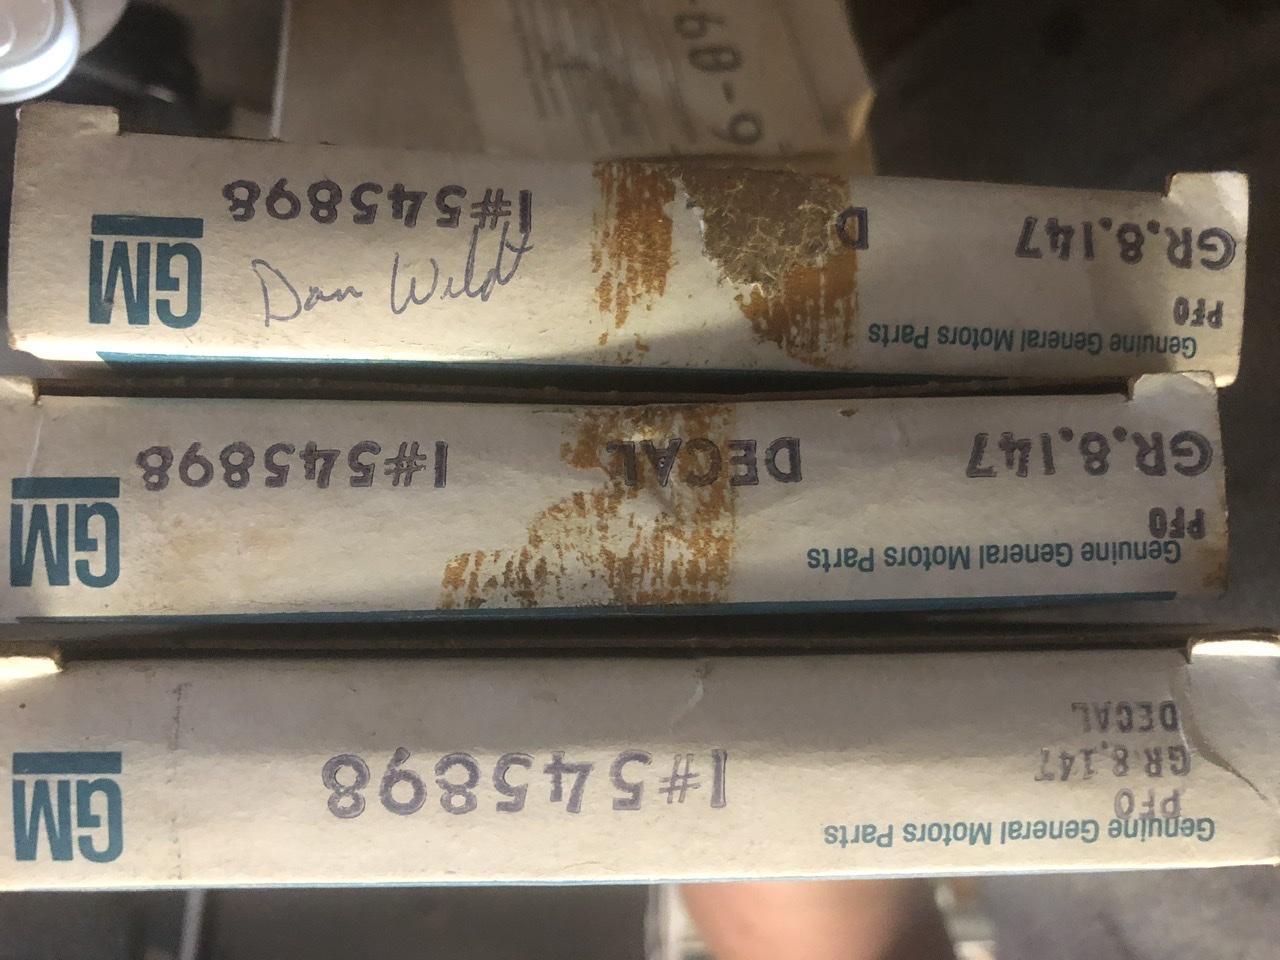 Genuine General Motors Parts
PFO
GR.8.147
DECAL
1#545898
GM
Genuine General Motors Parts
PFO
GR.8.147 DECAL 1#545898
GM
Genuine General Motors Parts
PFO
GR.8.147 D 1#545898
GM
Dan Wildt